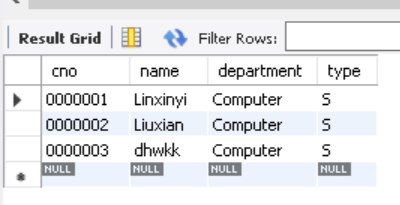 Result Grid Filter Rows:
cno name department type
0000001 Linxinyi Computer S
0000002 Liuxian Computer S
0000003 dhwkk Computer S
NULL NULL NULL NULL